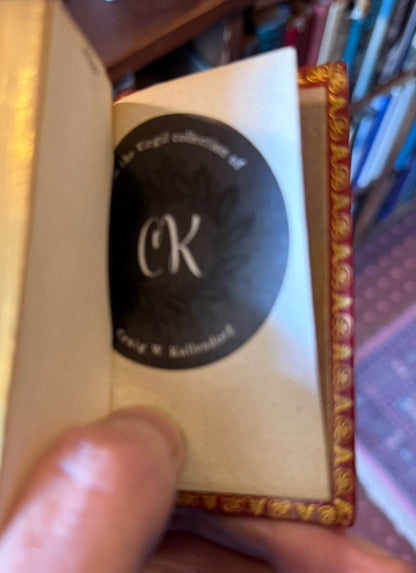 the Virgil collection of
CK
Craig W. Kallendorf